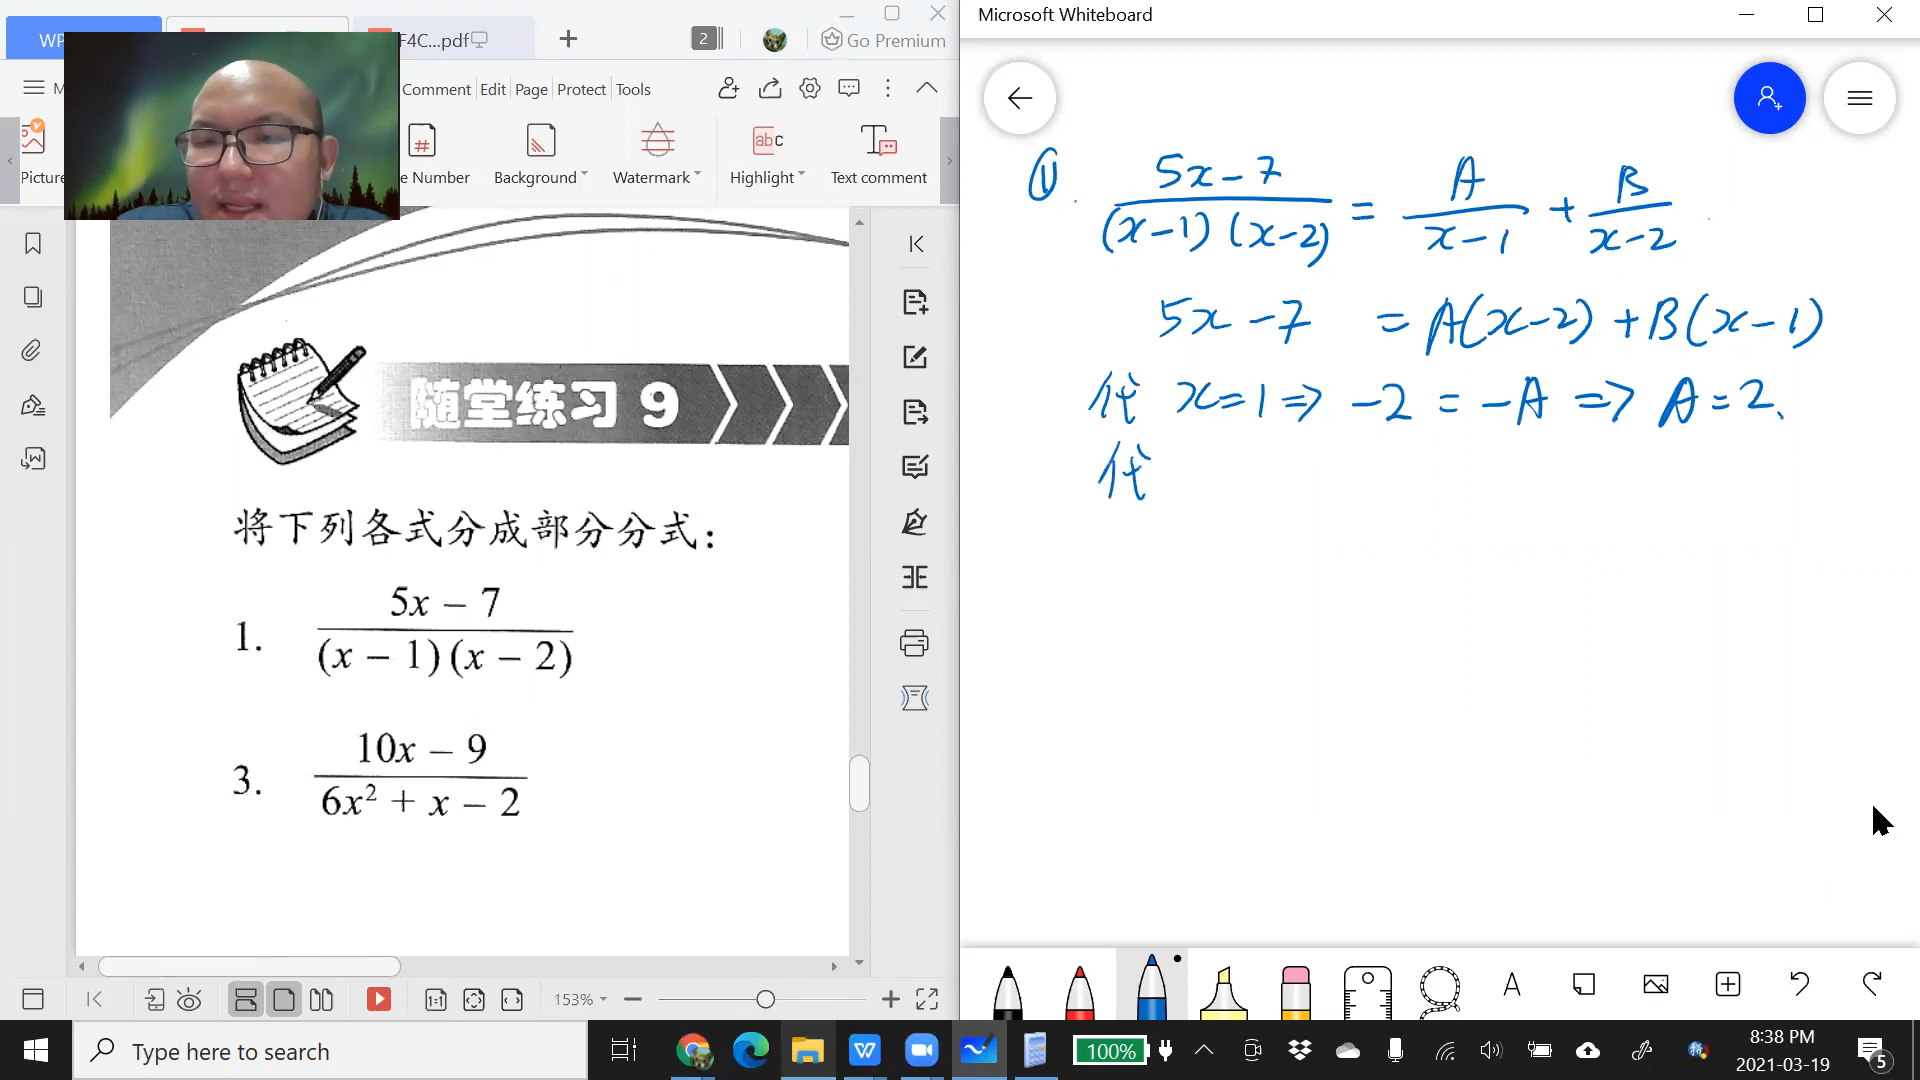 WP
F4C...pdf
2
Go Premium
Comment Edit Page Protect Tools
Picture
e Number
Background
Watermark
Highlight
Text comment
随堂练习 9
将下列各式分成部分分式:
5x − 7
1.
(x − 1)(x − 2)
10x − 9
3.
6x² + x − 2
153%
Microsoft Whiteboard
① 5x-7 / (x-1)(x-2) = A / x-1 + B / x-2
5x-7 = A(x-2) + B(x-1)
代 x=1 => -2 = -A => A=2
代
Type here to search
100%
8:38 PM
2021-03-19
5